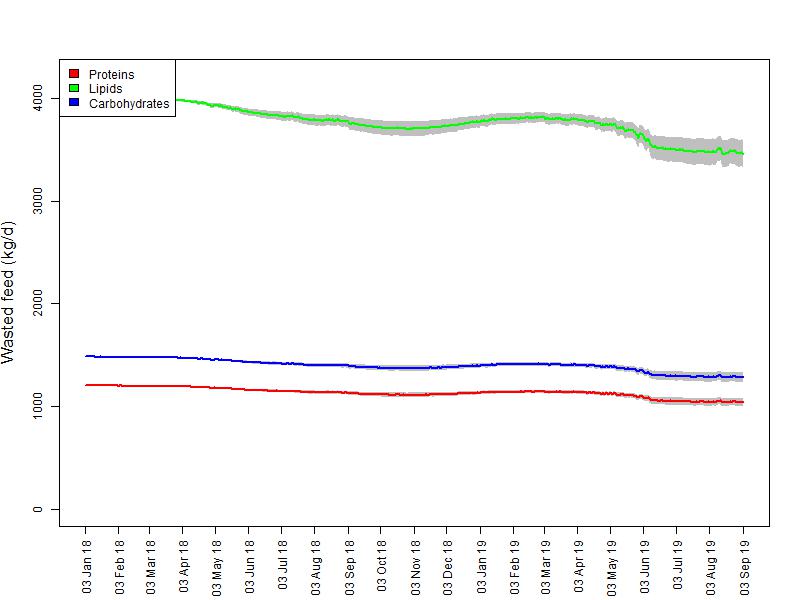 Proteins
Lipids
Carbohydrates
Wasted feed (kg/d)
4000
3000
2000
1000
0
03 Jan 18
03 Feb 18
03 Mar 18
03 Apr 18
03 May 18
03 Jun 18
03 Jul 18
03 Aug 18
03 Sep 18
03 Oct 18
03 Nov 18
03 Dec 18
03 Jan 19
03 Feb 19
03 Mar 19
03 Apr 19
03 May 19
03 Jun 19
03 Jul 19
03 Aug 19
03 Sep 19